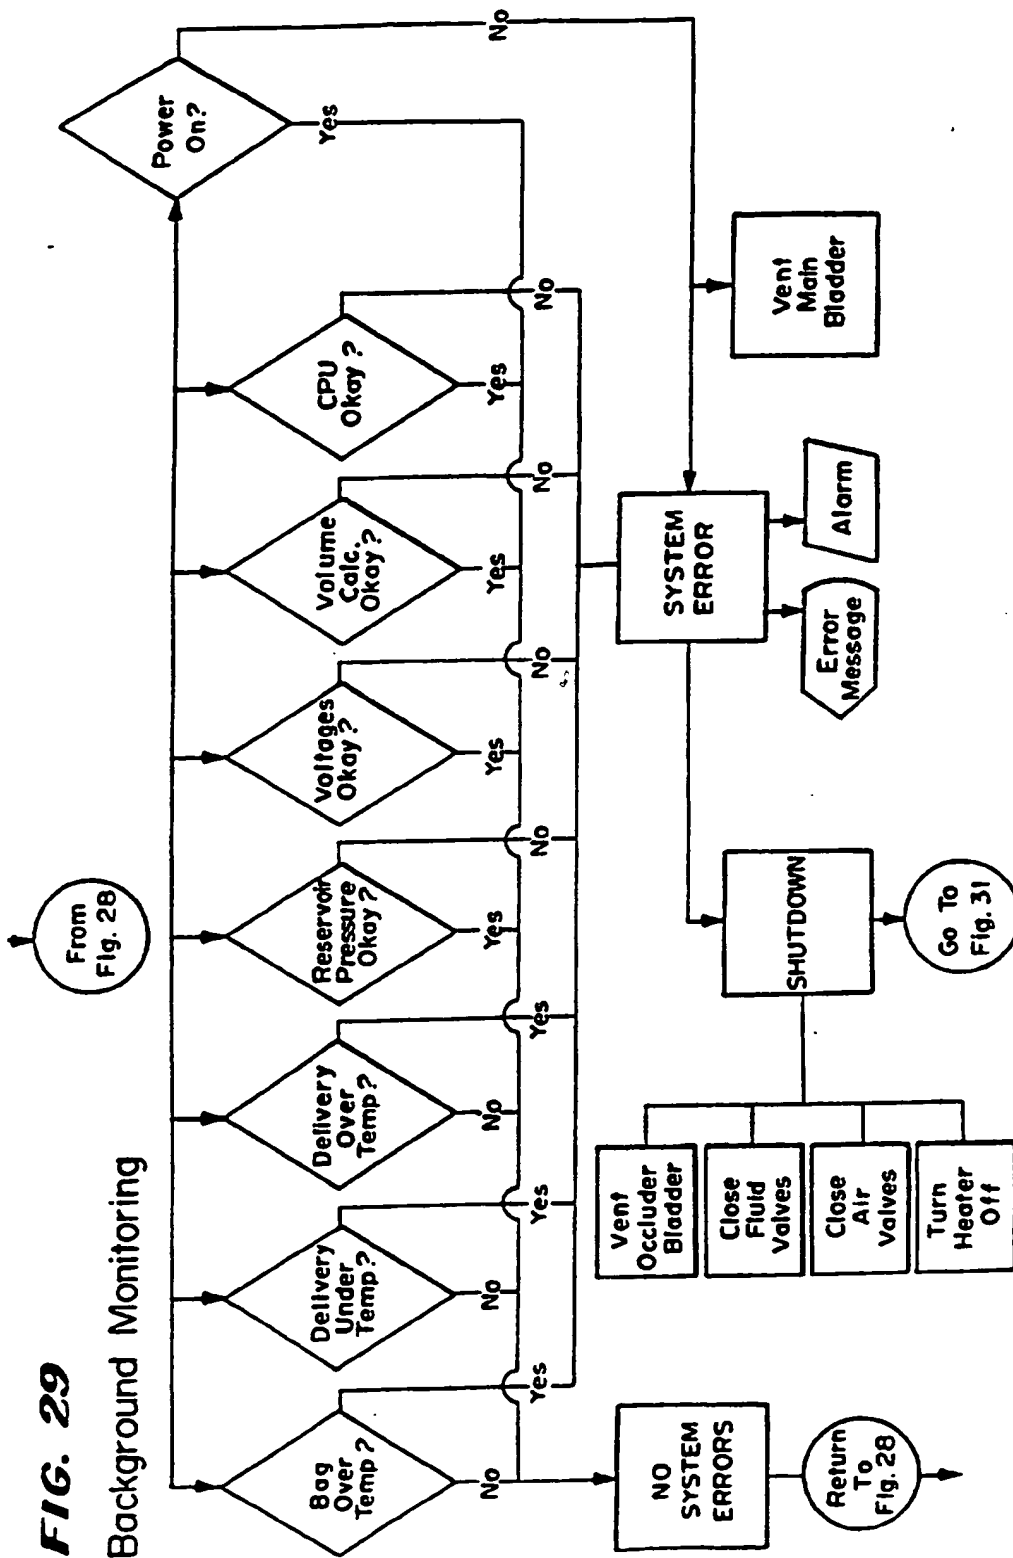 FIG. 29
Background Monitoring
From
Fig. 28
Bag
Over
Temp?
Delivery
Under
Temp?
Delivery
Over
Temp?
Reservoir
Pressure
Okay?
Voltages
Okay?
Volume
Calc.
Okay?
CPU
Okay?
Power
On?
No
Yes
No
Yes
No
Yes
Yes
No
Yes
No
Yes
No
Yes
No
Yes
No
NO
SYSTEM
ERRORS
Return
To
Fig. 28
Vent
Occluder
Bladder
Close
Fluid
Valves
Close
Air
Valves
Turn
Heater
Off
SHUTDOWN
Go To
Fig. 31
SYSTEM
ERROR
Error
Message
Alarm
Vent
Main
Bladder